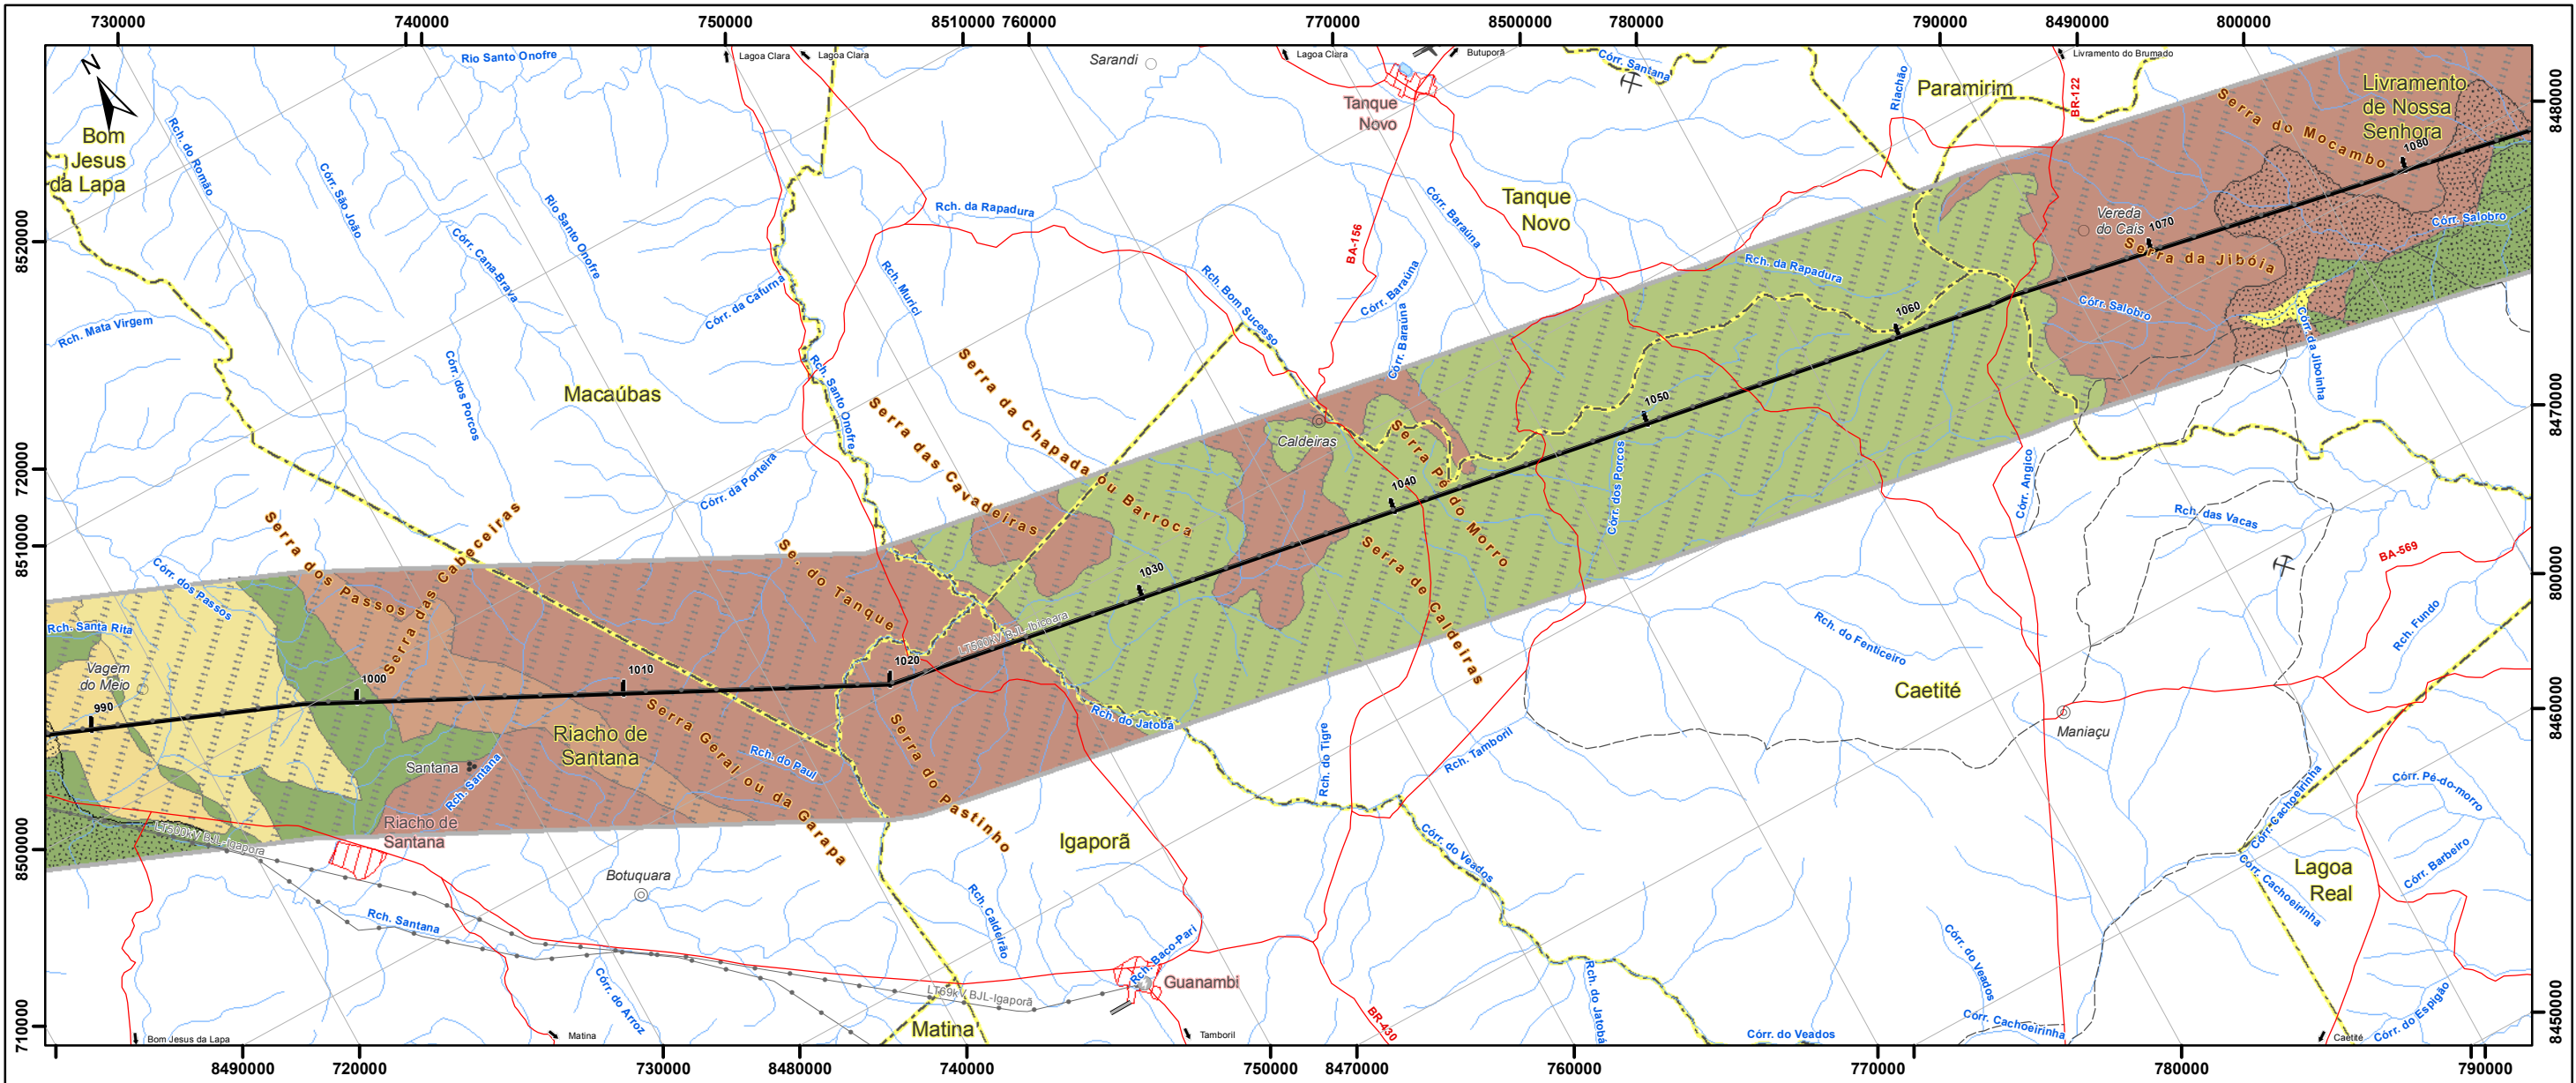 730000
740000
750000
8510000
760000
770000
8500000
780000
790000
8490000
800000
N
Rio Santo Onofre
Lagoa Clara
Lagoa Clara
Sarandi
Lagoa Clara
Butuporã
Córr. Santana
Livramento do Brumado
Riachão
Paramirim
BR-122
Livramento
de Nossa
Senhora
Serra do Mocambo
8480000
Bom
Jesus
da Lapa
Rch. do Romão
Córr. São João
Córr. Cana-Brava
Rio Santo Onofre
Tanque
Novo
Tanque
Novo
Rch. da Rapadura
Córr. Baraúna
BA-156
Vereda
do Cais
1080
1070
Serra da Jibóia
Córr. Salobro
8520000
Rch. Mata Virgem
Córr. dos Porcos
Macaúbas
Córr. da Cafurna
Rch. Murici
Rch. Santo Onofre
Rch. Bom Sucesso
Córr. Baraúna
Córr. Baraúna
Rch. da Rapadura
1060
Córr. Salobro
Córr. da Jiboinha
8470000
Serra da Chapada ou Barroca
Serra das Cavadeiras
Caldeiras
Serra Pé do Morro
1050
1040
Córr. dos Porcos
Córr. Angico
Rch. das Vacas
BA-569
720000
8510000
Córr. da Porteira
Serra dos Passos
Serra das Cabeceiras
Córr. dos Passos
Se. do Tanque
1030
Serra de Caldeiras
800000
Rch. Santa Rita
Vagem
do Meio
990
1000
1010
1020
LT500kV BJL-Ibicoara
Rch. do Fenticeiro
Rch. Fundo
Caetité
8460000
Maniaçu
Riacho de
Santana
Serra Geral ou da Garapa
Rch. do Paul
Serra do Pastinho
Rch. do Jatobá
Rch. do Tigre
Rch. Tamboril
Santana
Rch. Santana
Riacho de
Santana
LT500kV BJL-Igaporã
8500000
Igaporã
Botuquara
Rch. Santana
Córr. do Arroz
Rch. Caldeirão
Rch. Baco-Pari
Guanambi
LT69kV BJL-Igaporã
Matina
Córr. do Veados
Córr. Cachoeirinha
Córr. Cachoeirinha
Córr. Pé-do-morro
Córr. Barbeiro
Lagoa
Real
Rch. do Jatobá
Córr. do Veados
Córr. do Veados
Córr. Cachoeirinha
Córr. do Espigão
BR-430
710000
8450000
Bom Jesus da Lapa
Matina
Tamboril
Caetité
8490000
720000
730000
8480000
740000
750000
8470000
760000
770000
780000
790000